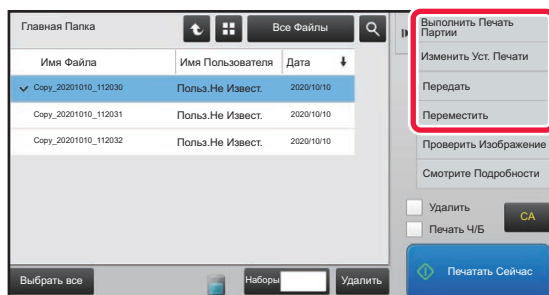 Главная Папка
Все Файлы
Имя Файла
Имя Пользователя
Дата
Copy_20201010_112030
Польз.Не Извест.
2020/10/10
Copy_20201010_112031
Польз.Не Извест.
2020/10/10
Copy_20201010_112032
Польз.Не Извест.
2020/10/10
Выбрать все
Наборы
Удалить
Выполнить Печать
Партии
Изменить Уст. Печати
Передать
Переместить
Проверить Изображение
Смотрите Подробности
Удалить
Печать Ч/Б
CA
Печатать Сейчас